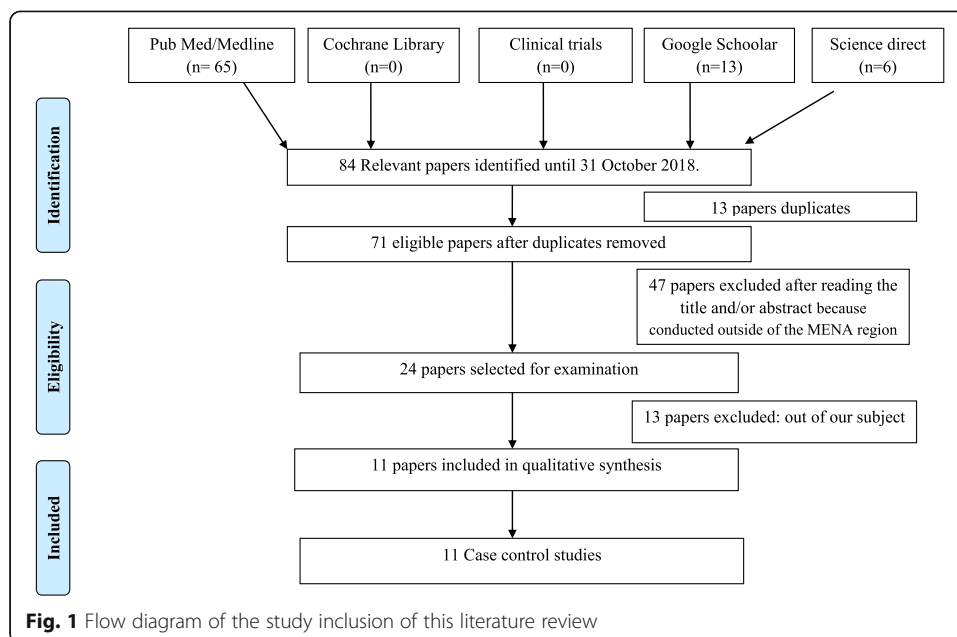 Pub Med/Medline
(n= 65)
Cochrane Library
(n=0)
Clinical trials
(n=0)
Google Schoolar
(n=13)
Science direct
(n=6)
Identification
84 Relevant papers identified until 31 October 2018.
13 papers duplicates
71 eligible papers after duplicates removed
Eligibility
47 papers excluded after reading the
title and/or abstract because
conducted outside of the MENA region
24 papers selected for examination
13 papers excluded: out of our subject
Included
11 papers included in qualitative synthesis
11 Case control studies
Fig. 1 Flow diagram of the study inclusion of this literature review